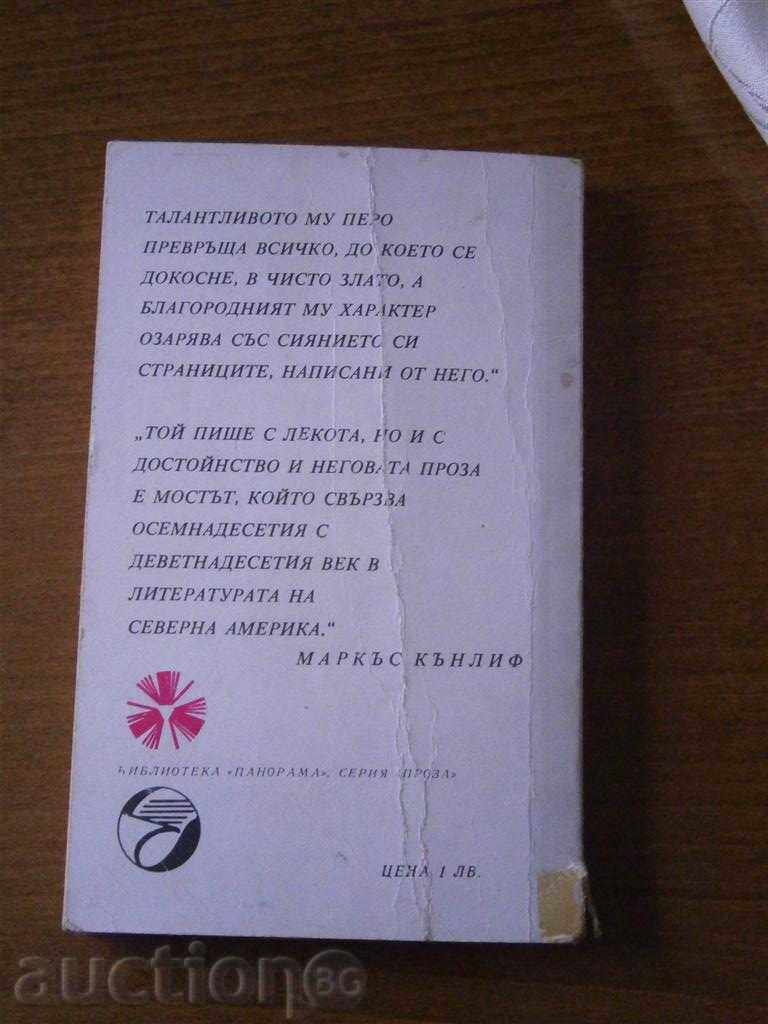 ТАЛАНТЛИВОТО МУ ПЕРО
ПРЕВРЪЩА ВСИЧКО, ДО КОЕТО СЕ
ДОКОСНЕ, В ЧИСТО ЗЛАТО, А
БЛАГОРОДНИЯТ МУ ХАРАКТЕР
ОЗАРЯВА СЪС СИЯНИЕТО СИ
СТРАНИЦИТЕ, НАПИСАНИ ОТ НЕГО.“
„ТОЙ ПИШЕ С ЛЕКОТА, НО И С
ДОСТОЙНСТВО И НЕГОВАТА ПРОЗА
Е МОСТЪТ, КОЙТО СВЪРЗВА
ОСЕМНАДЕСЕТИЯ С
ДЕВЕТНАДЕСЕТИЯ ВЕК В
ЛИТЕРАТУРАТА НА
СЕВЕРНА АМЕРИКА.“
МАРКЪС КЪНЛИФ
БИБЛИОТЕКА «ПАНОРАМА», СЕРИЯ «ПРОЗА»
ЦЕНА 1 ЛВ.
auctionBG